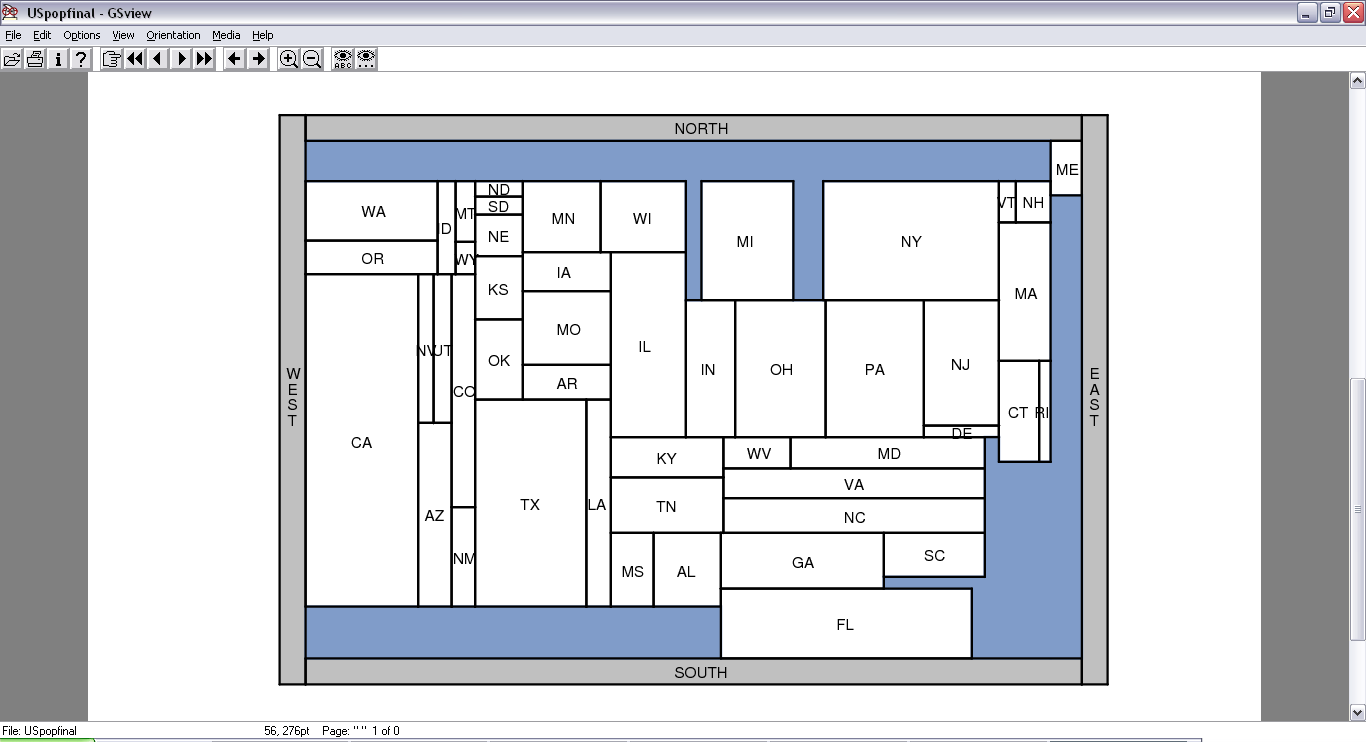 USpopfinal - GSview
File Edit Options View Orientation Media Help
NORTH
ME
WA
ID
MT
ND
SD
MN
WI
MI
NY
VT
NH
OR
WY
NE
IA
KS
MO
IL
MA
CA
NV
UT
CO
OK
AR
IN
OH
PA
NJ
CT
RI
DE
WEST
EAST
AZ
NM
TX
LA
KY
WV
MD
TN
VA
NC
MS
AL
GA
SC
FL
SOUTH
File: USpopfinal 56, 276pt Page: "" 1 of 0